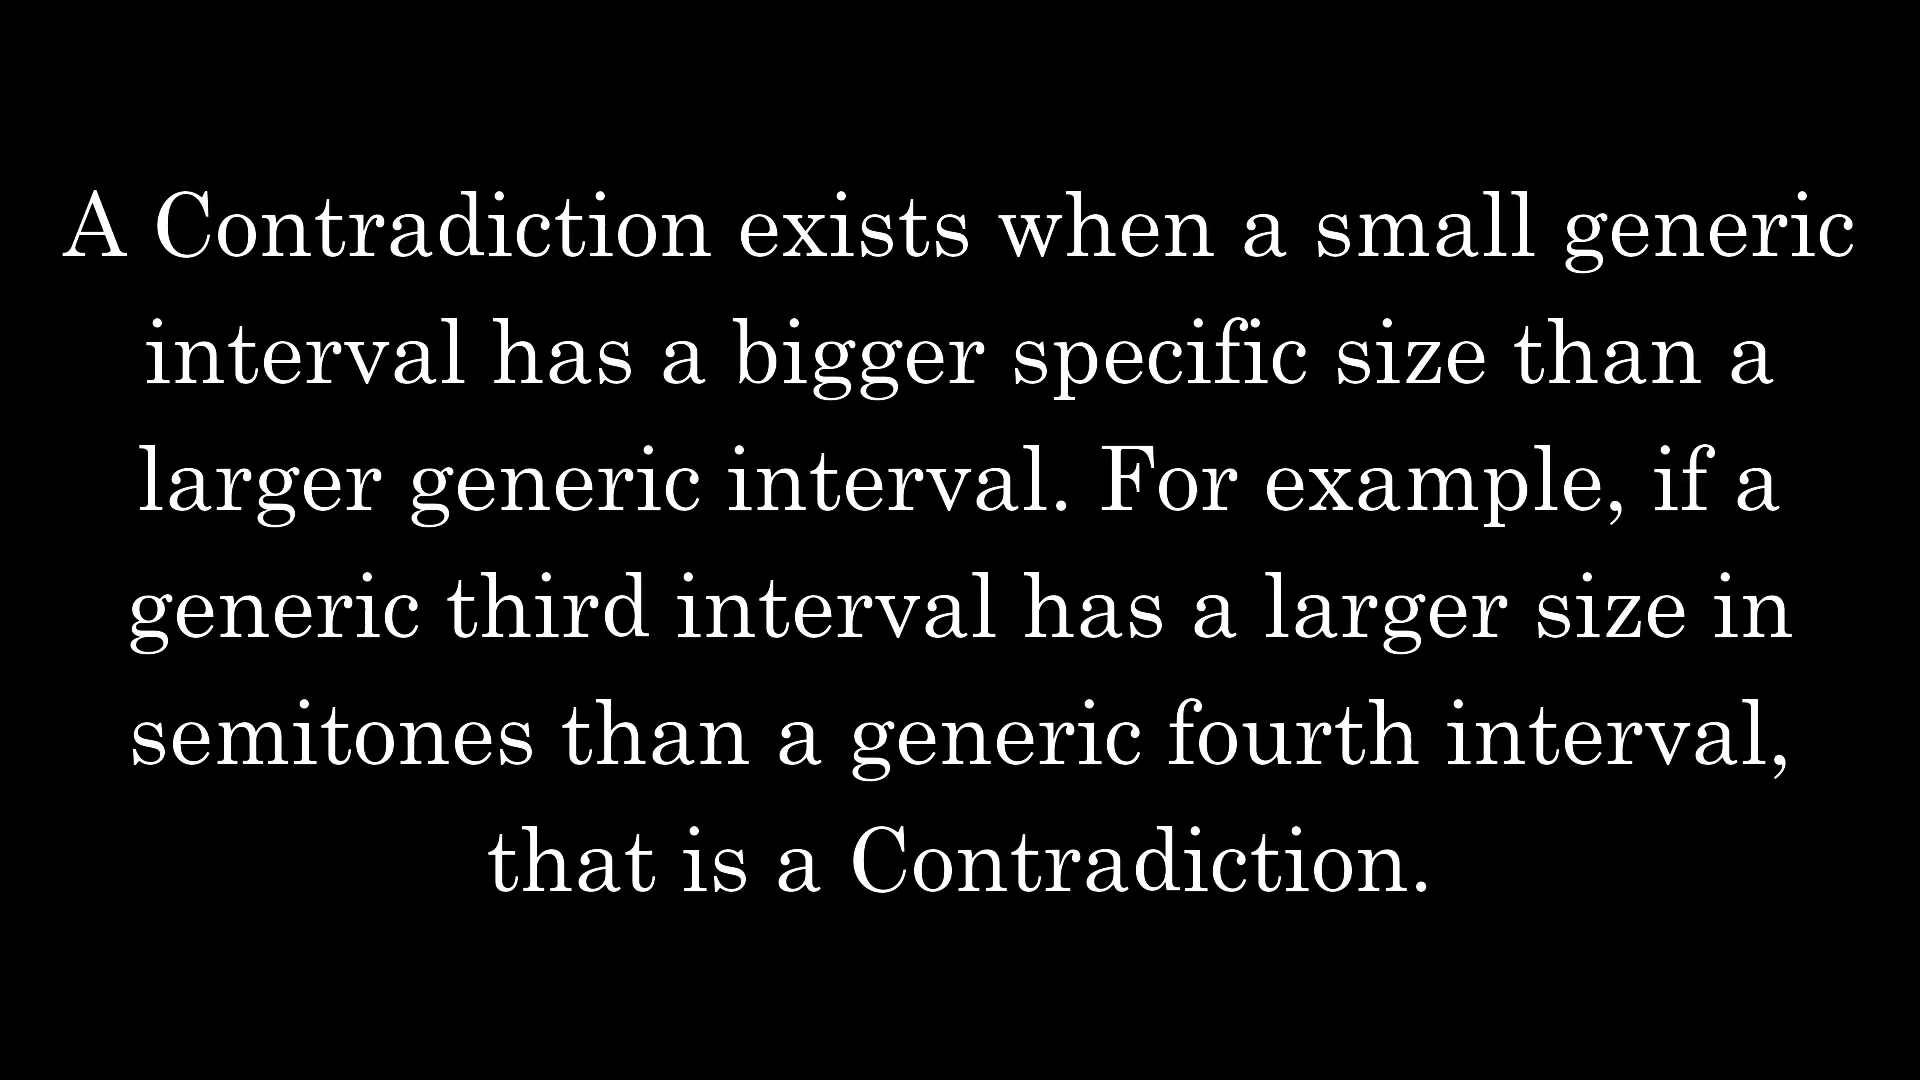 A Contradiction exists when a small generic
interval has a bigger specific size than a
larger generic interval. For example, if a
generic third interval has a larger size in
semitones than a generic fourth interval,
that is a Contradiction.